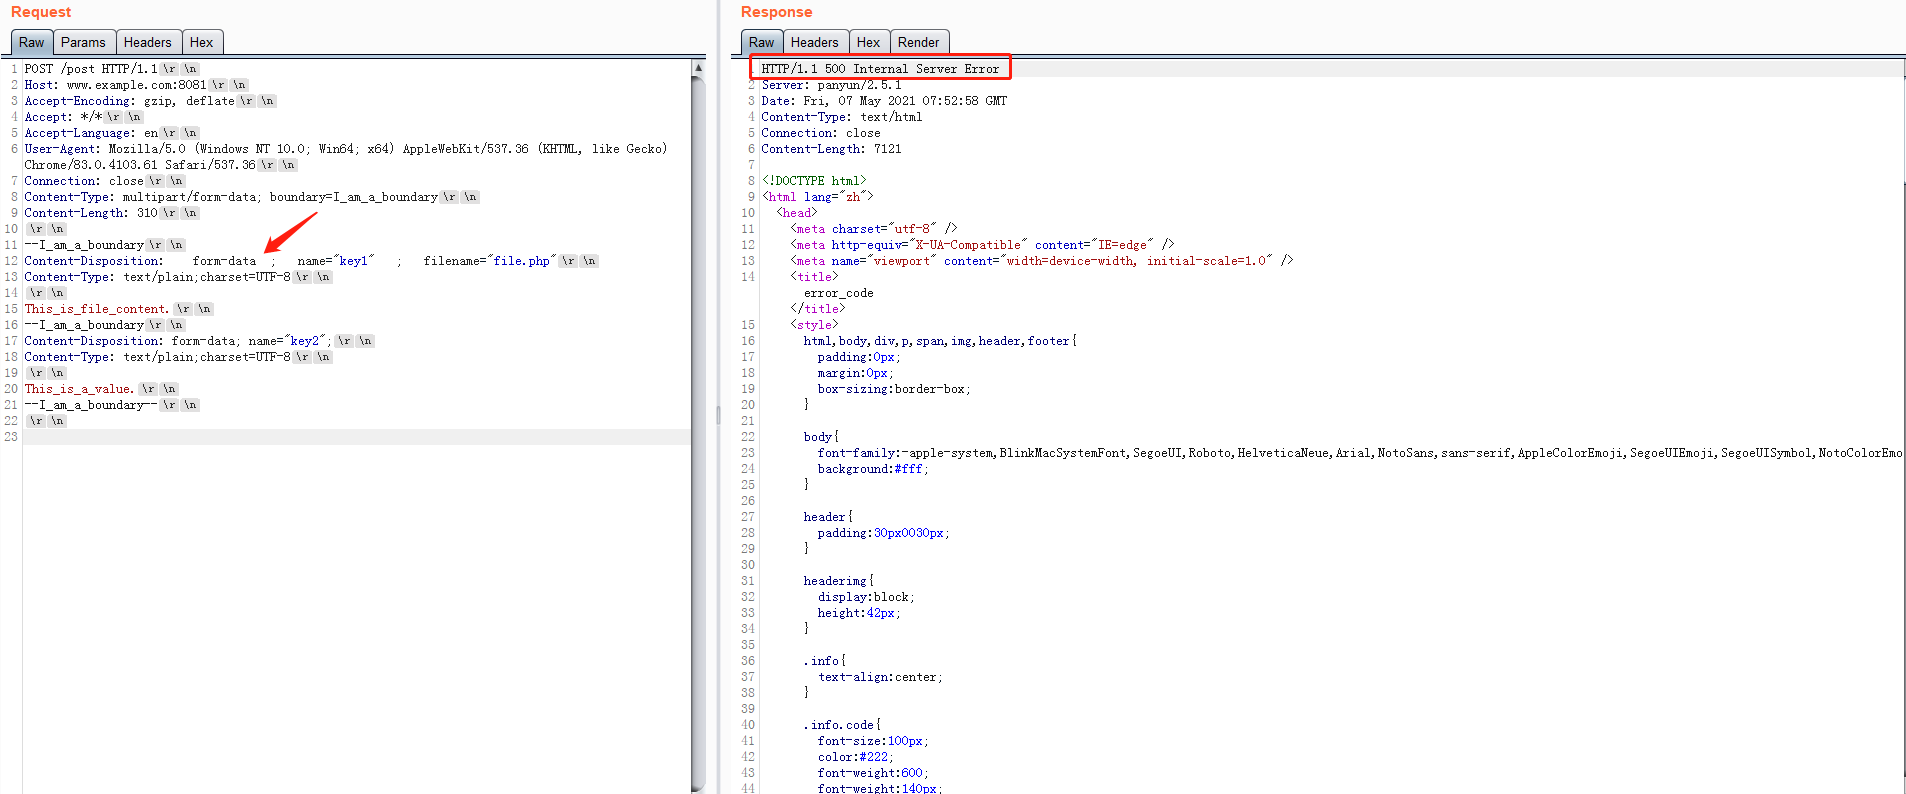 Request
Raw Params Headers Hex
1 POST /post HTTP/1.1 \r \n
2 Host: www.example.com:8081 \r \n
3 Accept-Encoding: gzip, deflate \r \n
4 Accept: */* \r \n
5 Accept-Language: en \r \n
6 User-Agent: Mozilla/5.0 (Windows NT 10.0; Win64; x64) AppleWebKit/537.36 (KHTML, like Gecko)
Chrome/83.0.4103.61 Safari/537.36 \r \n
7 Connection: close \r \n
8 Content-Type: multipart/form-data; boundary=I_am_a_boundary \r \n
9 Content-Length: 310 \r \n
10 \r \n
11 --I_am_a_boundary \r \n
12 Content-Disposition:    form-data  ;   name="key1"   ;   filename="file.php" \r \n
13 Content-Type: text/plain;charset=UTF-8 \r \n
14 \r \n
15 This_is_file_content. \r \n
16 --I_am_a_boundary \r \n
17 Content-Disposition: form-data; name="key2"; \r \n
18 Content-Type: text/plain;charset=UTF-8 \r \n
19 \r \n
20 This_is_a_value. \r \n
21 --I_am_a_boundary-- \r \n
22 \r \n
23
Response
Raw Headers Hex Render
HTTP/1.1 500 Internal Server Error
2 Server: panyun/2.5.1
3 Date: Fri, 07 May 2021 07:52:58 GMT
4 Content-Type: text/html
5 Connection: close
6 Content-Length: 7121
7
8 <!DOCTYPE html>
9 <html lang="zh">
10 <head>
11 <meta charset="utf-8" />
12 <meta http-equiv="X-UA-Compatible" content="IE=edge" />
13 <meta name="viewport" content="width=device-width, initial-scale=1.0" />
14 <title>
error_code
</title>
15 <style>
16 html,body,div,p,span,img,header,footer{
17 padding:0px;
18 margin:0px;
19 box-sizing:border-box;
20 }
21
22 body{
23 font-family:-apple-system,BlinkMacSystemFont,SegoeUI,Roboto,HelveticaNeue,Arial,NotoSans,sans-serif,AppleColorEmoji,SegoeUIEmoji,SegoeUISymbol,NotoColorEmo
24 background:#fff;
25 }
26
27 header{
28 padding:30px0030px;
29 }
30
31 headerimg{
32 display:block;
33 height:42px;
34 }
35
36 .info{
37 text-align:center;
38 }
39
40 .info.code{
41 font-size:100px;
42 color:#222;
43 font-weight:600;
44 font-weight:140px;